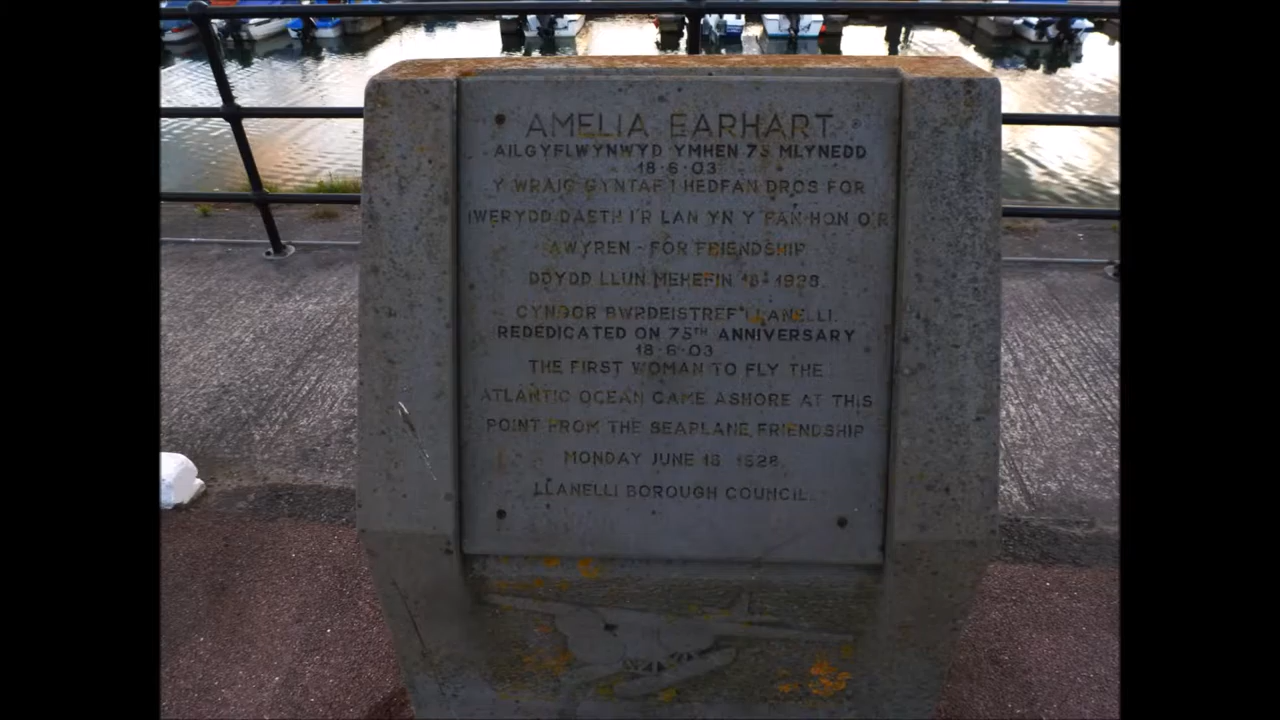 AMELIA EARHART
AILGYFLWYNWYD YMHEN 75 MLYNEDD
18·6·03
Y WRAIG GYNTAF I HEDFAN DROS FOR
IWERYDD DAETH I'R LAN YN Y FAN HON O'R
AWYREN - FOR FRIENDSHIP
DDYDD LLUN MEHEFIN 18 1928.
CYNGOR BWRDEISTREF LLANELLI.
REDEDICATED ON 75TH ANNIVERSARY
18·6·03
THE FIRST WOMAN TO FLY THE
ATLANTIC OCEAN CAME ASHORE AT THIS
POINT FROM THE SEAPLANE FRIENDSHIP
MONDAY JUNE 18 1928.
LLANELLI BOROUGH COUNCIL.